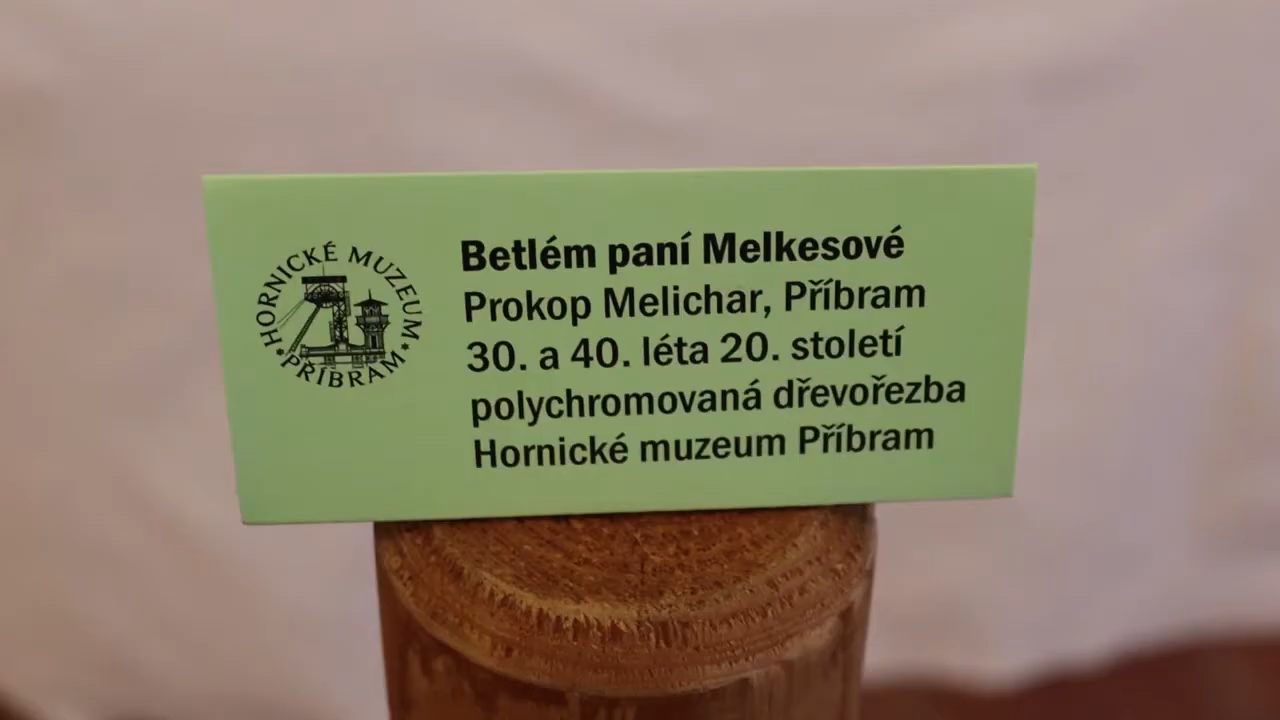 HORNICKÉ MUZEUM
PŘÍBRAM
Betlém paní Melkesové
Prokop Melichar, Příbram
30. a 40. léta 20. století
polychromovaná dřevořezba
Hornické muzeum Příbram